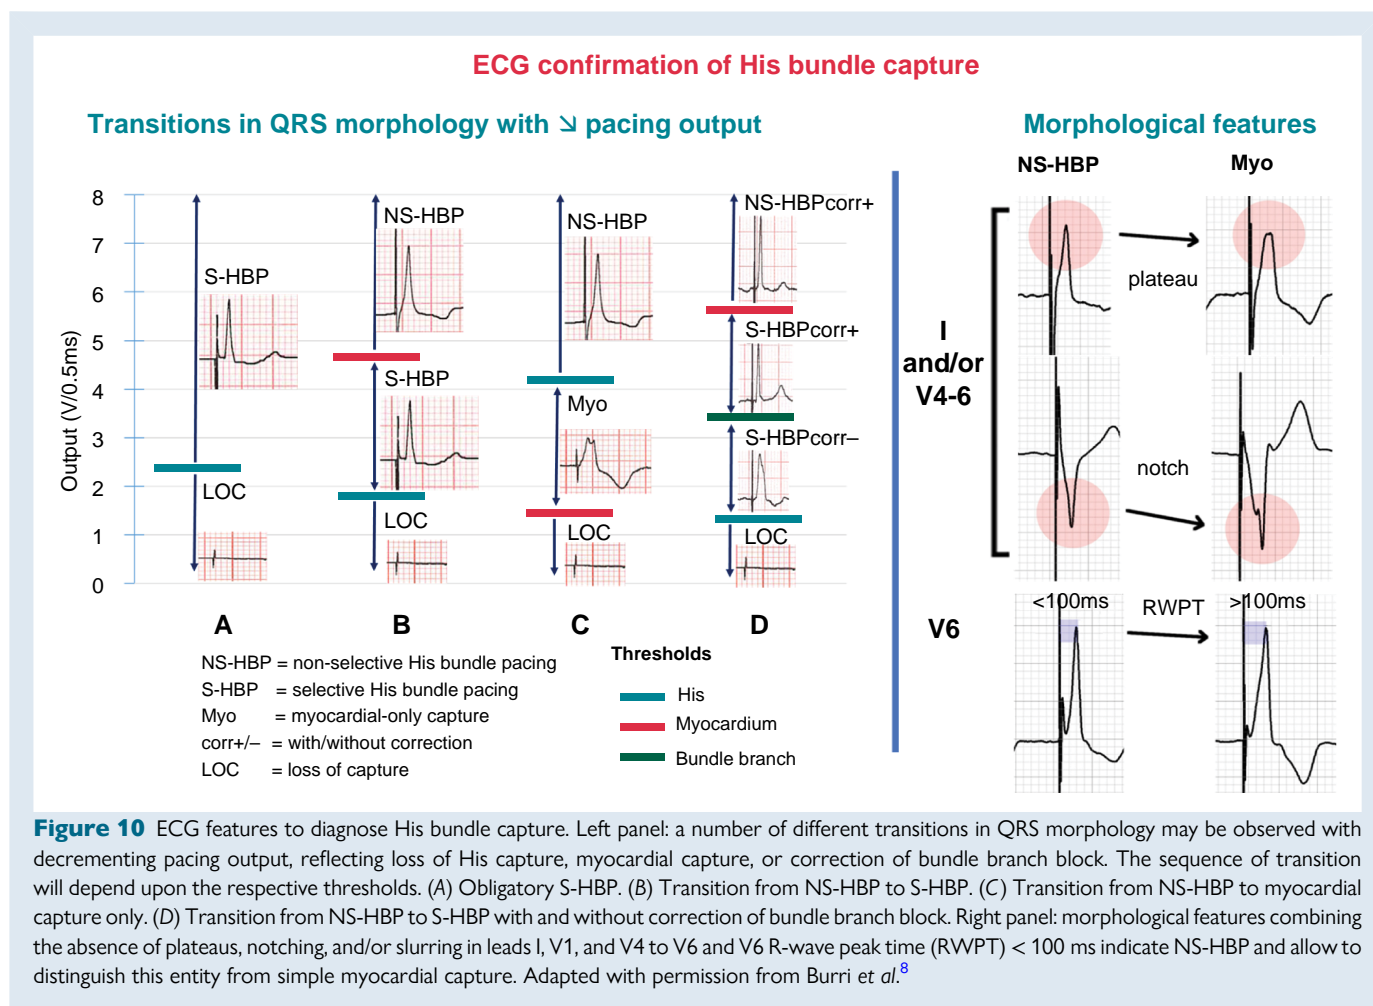 ECG confirmation of His bundle capture
Transitions in QRS morphology with ↘ pacing output
Output (V/0.5ms)
8
7
6
5
4
3
2
1
0
S-HBP
LOC
A
NS-HBP
S-HBP
LOC
B
NS-HBP
Myo
LOC
C
NS-HBPcorr+
S-HBPcorr+
S-HBPcorr–
LOC
D
NS-HBP = non-selective His bundle pacing
S-HBP = selective His bundle pacing
Myo = myocardial-only capture
corr+/– = with/without correction
LOC = loss of capture
Thresholds
His
Myocardium
Bundle branch
Morphological features
NS-HBP
Myo
I
and/or
V4-6
plateau
notch
V6
<100ms
RWPT
>100ms
Figure 10 ECG features to diagnose His bundle capture. Left panel: a number of different transitions in QRS morphology may be observed with
decrementing pacing output, reflecting loss of His capture, myocardial capture, or correction of bundle branch block. The sequence of transition
will depend upon the respective thresholds. (A) Obligatory S-HBP. (B) Transition from NS-HBP to S-HBP. (C) Transition from NS-HBP to myocardial
capture only. (D) Transition from NS-HBP to S-HBP with and without correction of bundle branch block. Right panel: morphological features combining
the absence of plateaus, notching, and/or slurring in leads I, V1, and V4 to V6 and V6 R-wave peak time (RWPT) < 100 ms indicate NS-HBP and allow to
distinguish this entity from simple myocardial capture. Adapted with permission from Burri et al.8